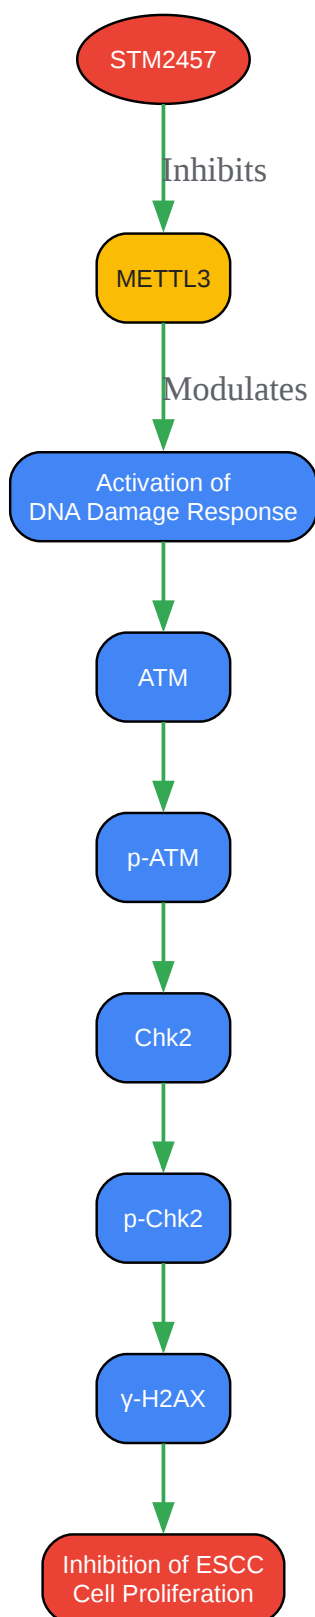 STM2457
Inhibits
METTL3
Modulates
Activation of
DNA Damage Response
ATM
p-ATM
Chk2
p-Chk2
γ-H2AX
Inhibition of ESCC
Cell Proliferation